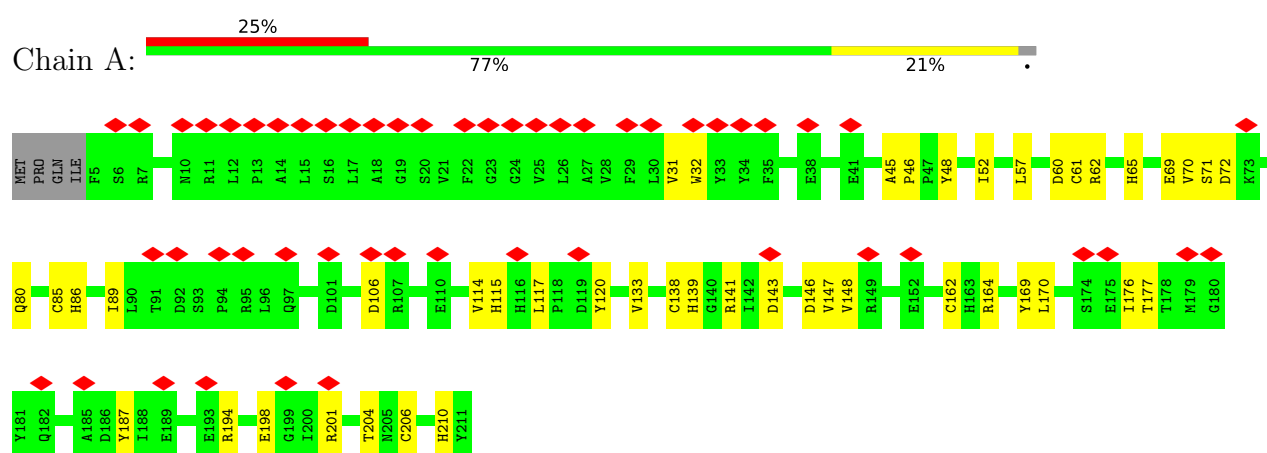 25%
Chain A:
77% 21% •
MET PRO GLN ILE F5 S6 R7 N10 R11 L12 P13 A14 L15 S16 L17 A18 G19 S20 V21 F22 G23 G24 V25 L26 A27 V28 F29 L30 V31 W32 Y33 Y34 F35 E38 E41 A45 P46 P47 Y48 I52 L57 D60 C61 R62 H65 E69 V70 S71 D72 K73
Q80 C85 H86 I89 L90 T91 D92 S93 P94 R95 L96 Q97 D101 D106 R107 E110 V114 H115 H116 L117 P118 D119 Y120 V133 C138 H139 G140 R141 I142 D143 D146 V147 V148 R149 E152 C162 H163 R164 Y169 L170 S174 E175 I176 T177 T178 M179 G180
Y181 Q182 A185 D186 Y187 I188 E189 E193 R194 E198 G199 I200 R201 T204 N205 C206 H210 Y211